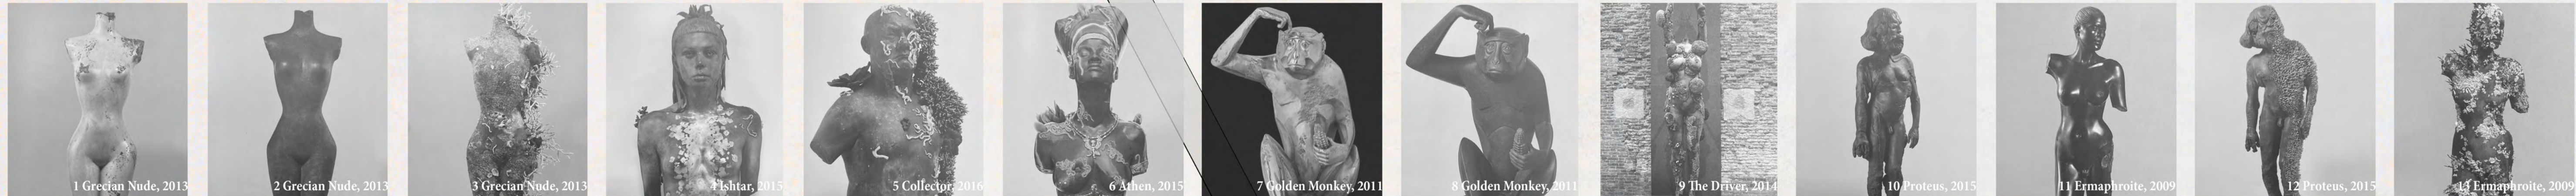 1 Grecian Nude, 2013
2 Grecian Nude, 2013
3 Grecian Nude, 2013
4 Ishtar, 2015
5 Collector, 2016
6 Athen, 2015
7 Golden Monkey, 2011
8 Golden Monkey, 2011
9 The Driver, 2014
10 Proteus, 2015
11 Ermaphroite, 2009
12 Proteus, 2015
13 Ermaphroite, 2009